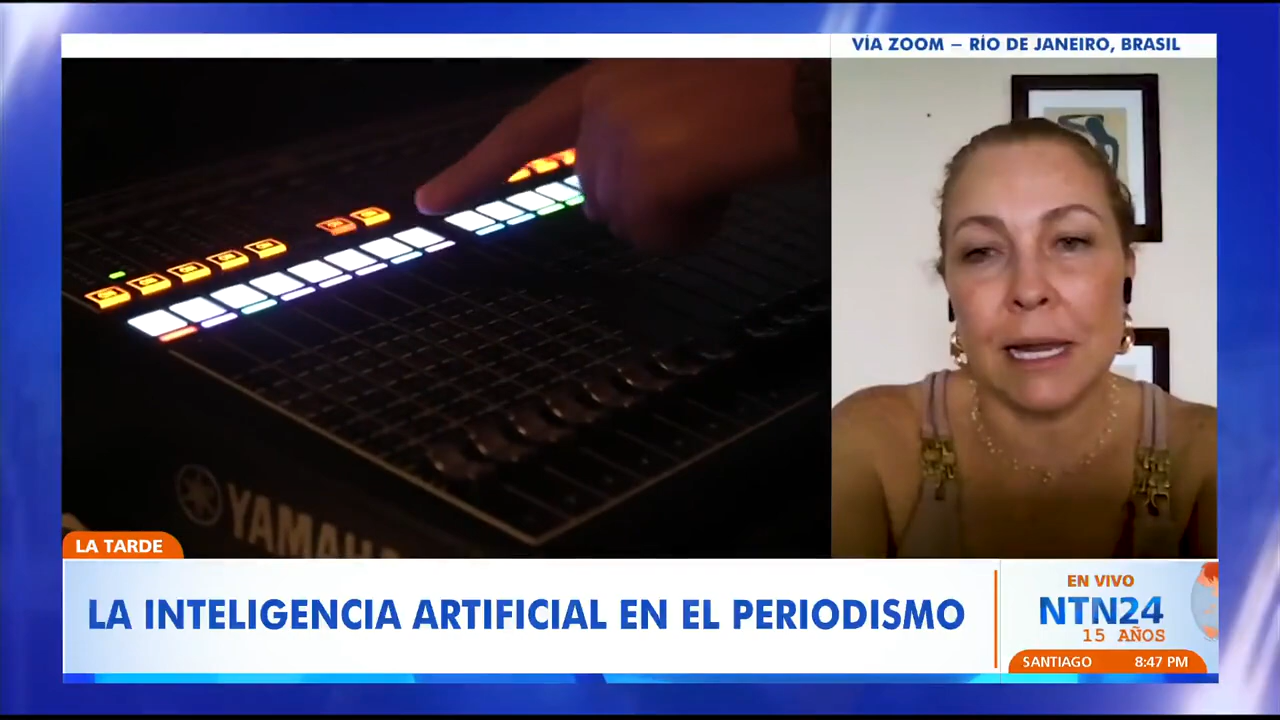 VÍA ZOOM – RÍO DE JANEIRO, BRASIL
YAMAHA
LA TARDE
LA INTELIGENCIA ARTIFICIAL EN EL PERIODISMO
EN VIVO
NTN24
15 AÑOS
SANTIAGO 8:47 PM